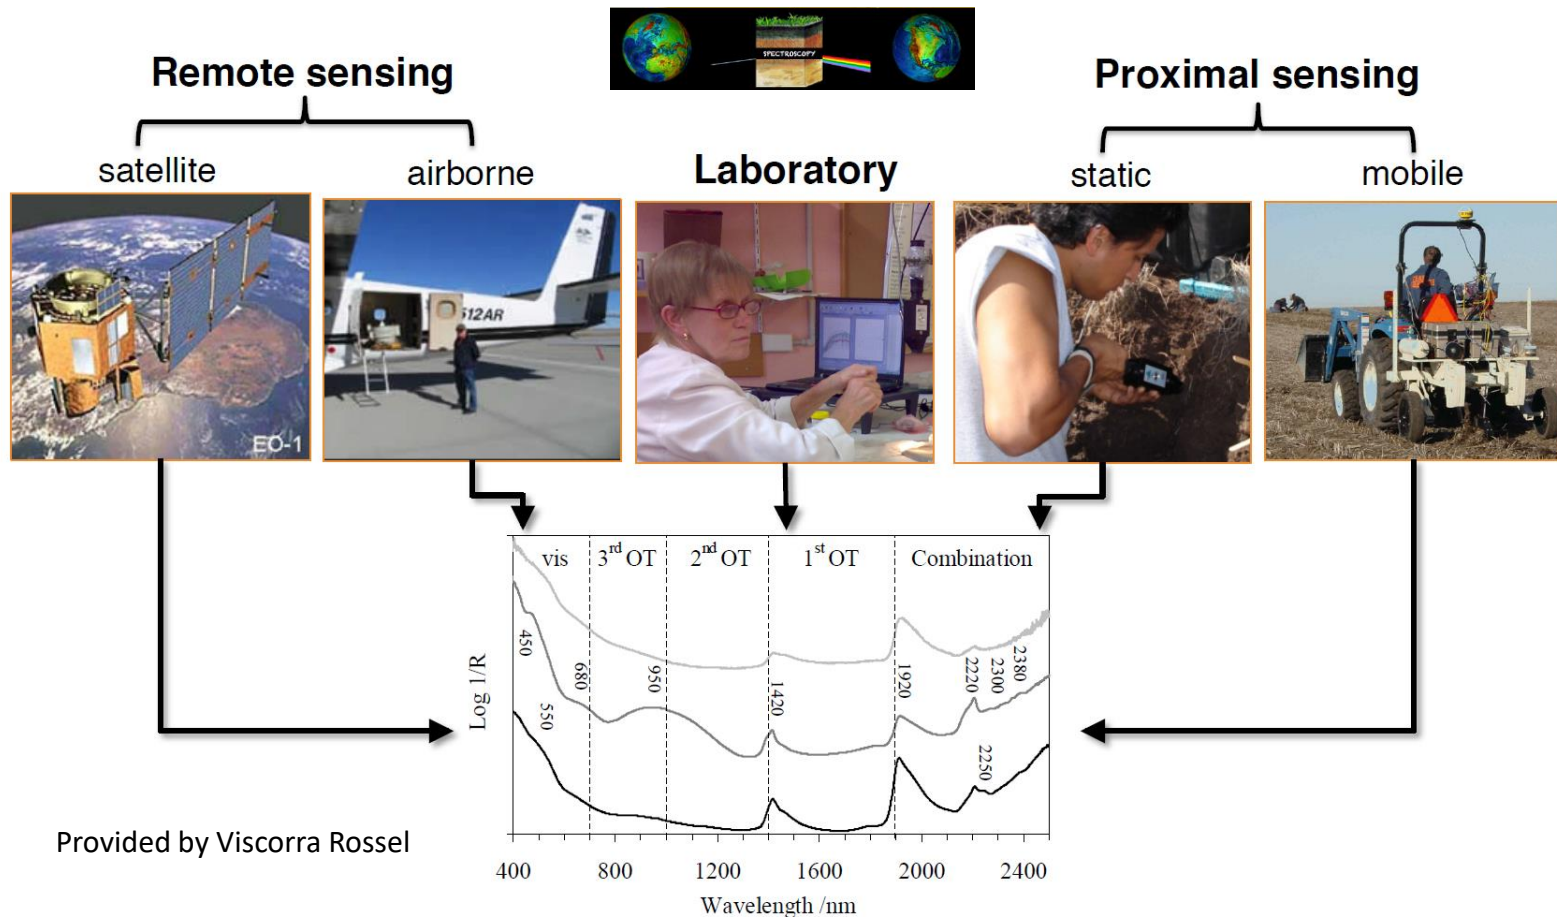 SPECTROSCOPY
Remote sensing
Proximal sensing
satellite
airborne
Laboratory
static
mobile
EO-1
512AR
vis
3rd OT
2nd OT
1st OT
Combination
Log 1/R
450
680
950
550
1420
1920
2220
2300
2380
2250
Provided by Viscorra Rossel
400
800
1200
1600
2000
2400
Wavelength /nm